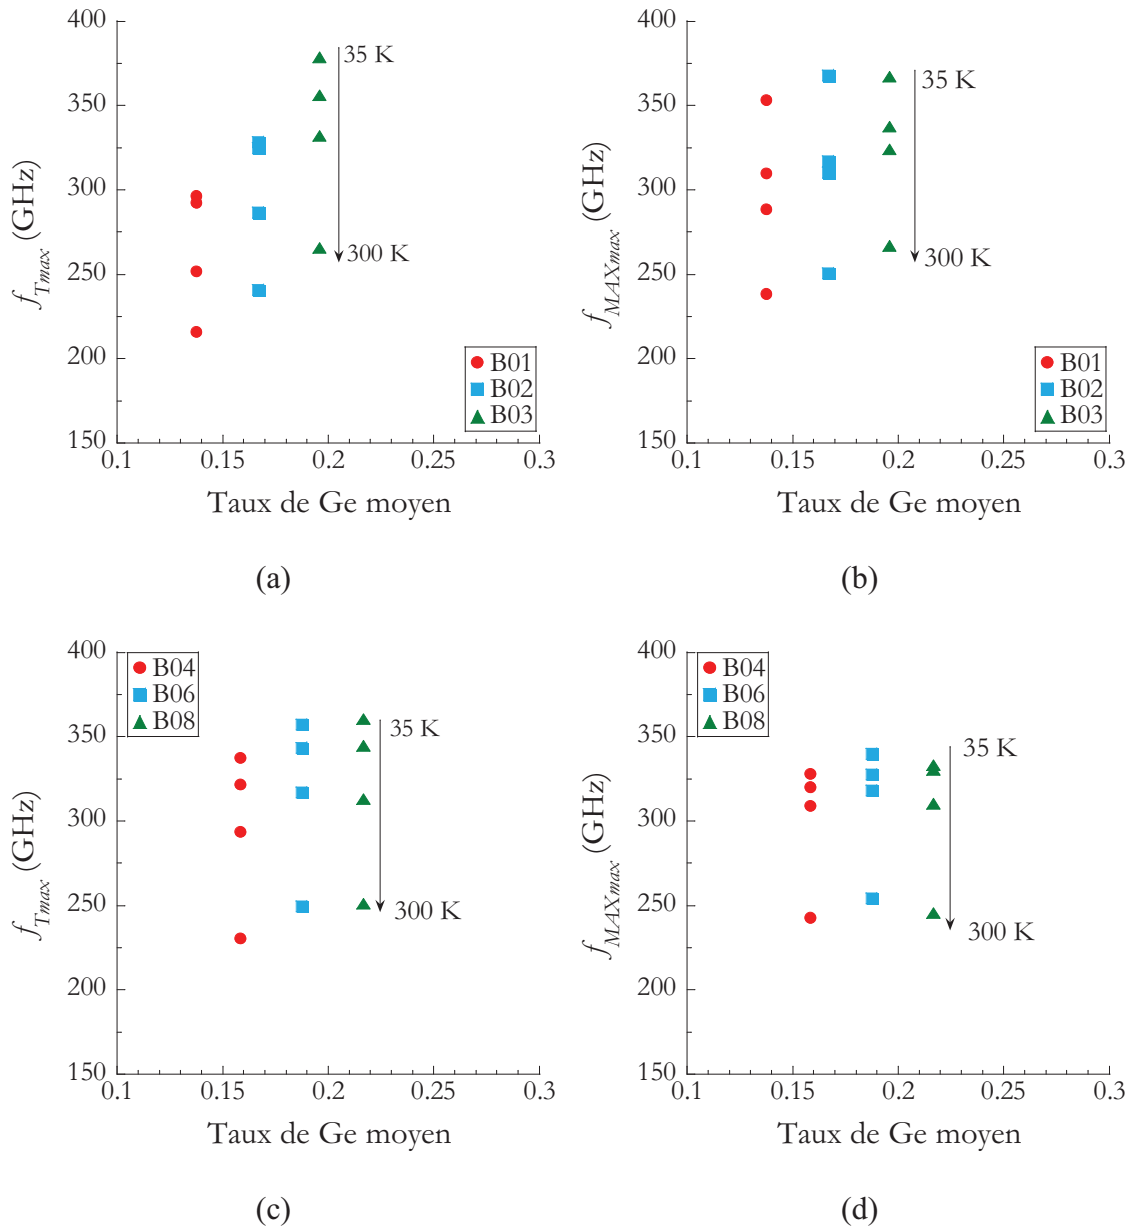 400
350
300
250
200
150
0.1
0.15
0.2
0.25
0.3
f_Tmax (GHz)
Taux de Ge moyen
35 K
300 K
B01
B02
B03
(a)
400
350
300
250
200
150
0.1
0.15
0.2
0.25
0.3
f_MAXmax (GHz)
Taux de Ge moyen
35 K
300 K
B01
B02
B03
(b)
400
350
300
250
200
150
0.1
0.15
0.2
0.25
0.3
f_Tmax (GHz)
Taux de Ge moyen
B04
B06
B08
35 K
300 K
(c)
400
350
300
250
200
150
0.1
0.15
0.2
0.25
0.3
f_MAXmax (GHz)
Taux de Ge moyen
B04
B06
B08
35 K
300 K
(d)